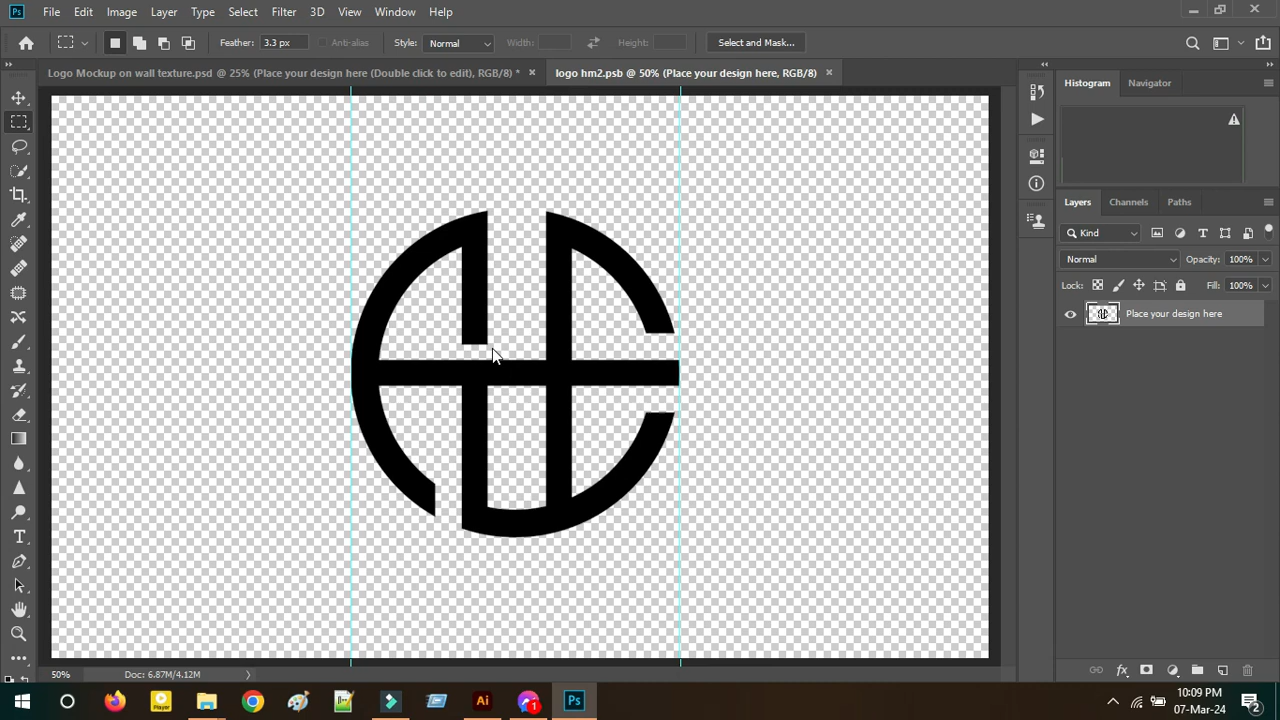 Ps File Edit Image Layer Type Select Filter 3D View Window Help
Feather: 3.3 px Anti-alias Style: Normal Width: Height: Select and Mask...
Logo Mockup on wall texture.psd @ 25% (Place your design here (Double click to edit), RGB/8) * × logo hm2.psb @ 50% (Place your design here, RGB/8) ×
Histogram Navigator
Layers Channels Paths
Kind
Normal Opacity: 100%
Lock: Fill: 100%
Place your design here
50% Doc: 6.87M/4.12M
Player Ai 1 Ps
10:09 PM
07-Mar-24 2